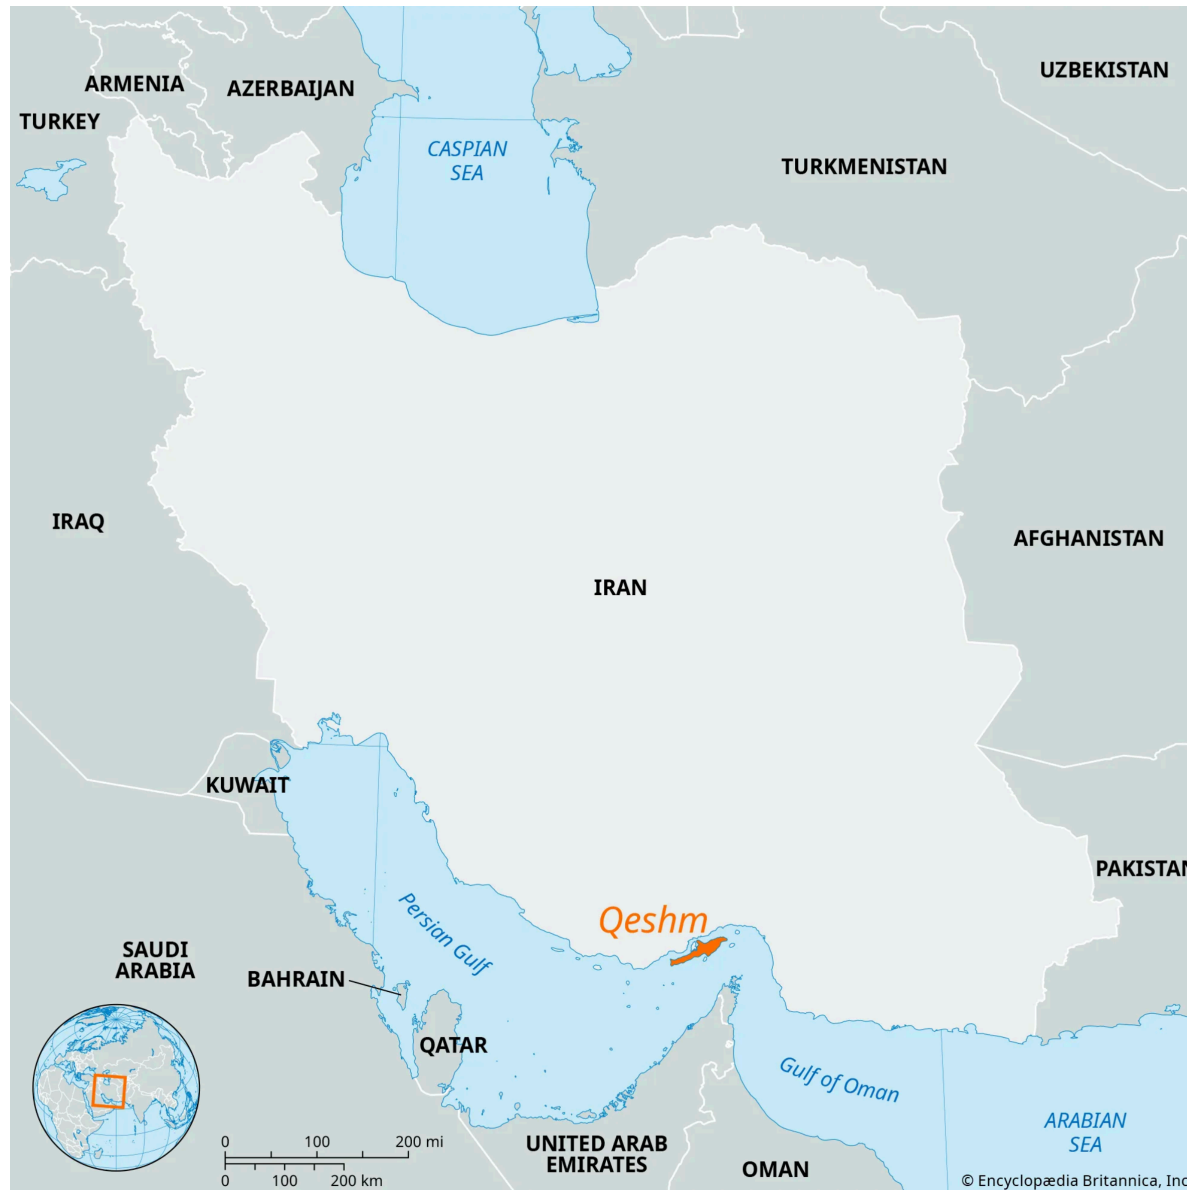 UZBEKISTAN
ARMENIA
AZERBAIJAN
TURKEY
CASPIAN
SEA
TURKMENISTAN
IRAQ
AFGHANISTAN
IRAN
KUWAIT
PAKISTAN
Qeshm
Persian Gulf
SAUDI
ARABIA
BAHRAIN
QATAR
Gulf of Oman
ARABIAN
SEA
0 100 200 mi
0 100 200 km
UNITED ARAB
EMIRATES
OMAN
© Encyclopædia Britannica, Inc